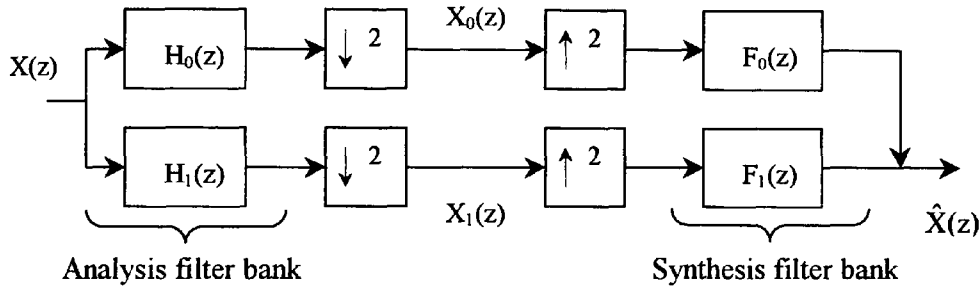 X(z)
H₀(z)
↓ 2
X₀(z)
↑ 2
F₀(z)
H₁(z)
↓ 2
X₁(z)
↑ 2
F₁(z)
X̂(z)
Analysis filter bank
Synthesis filter bank